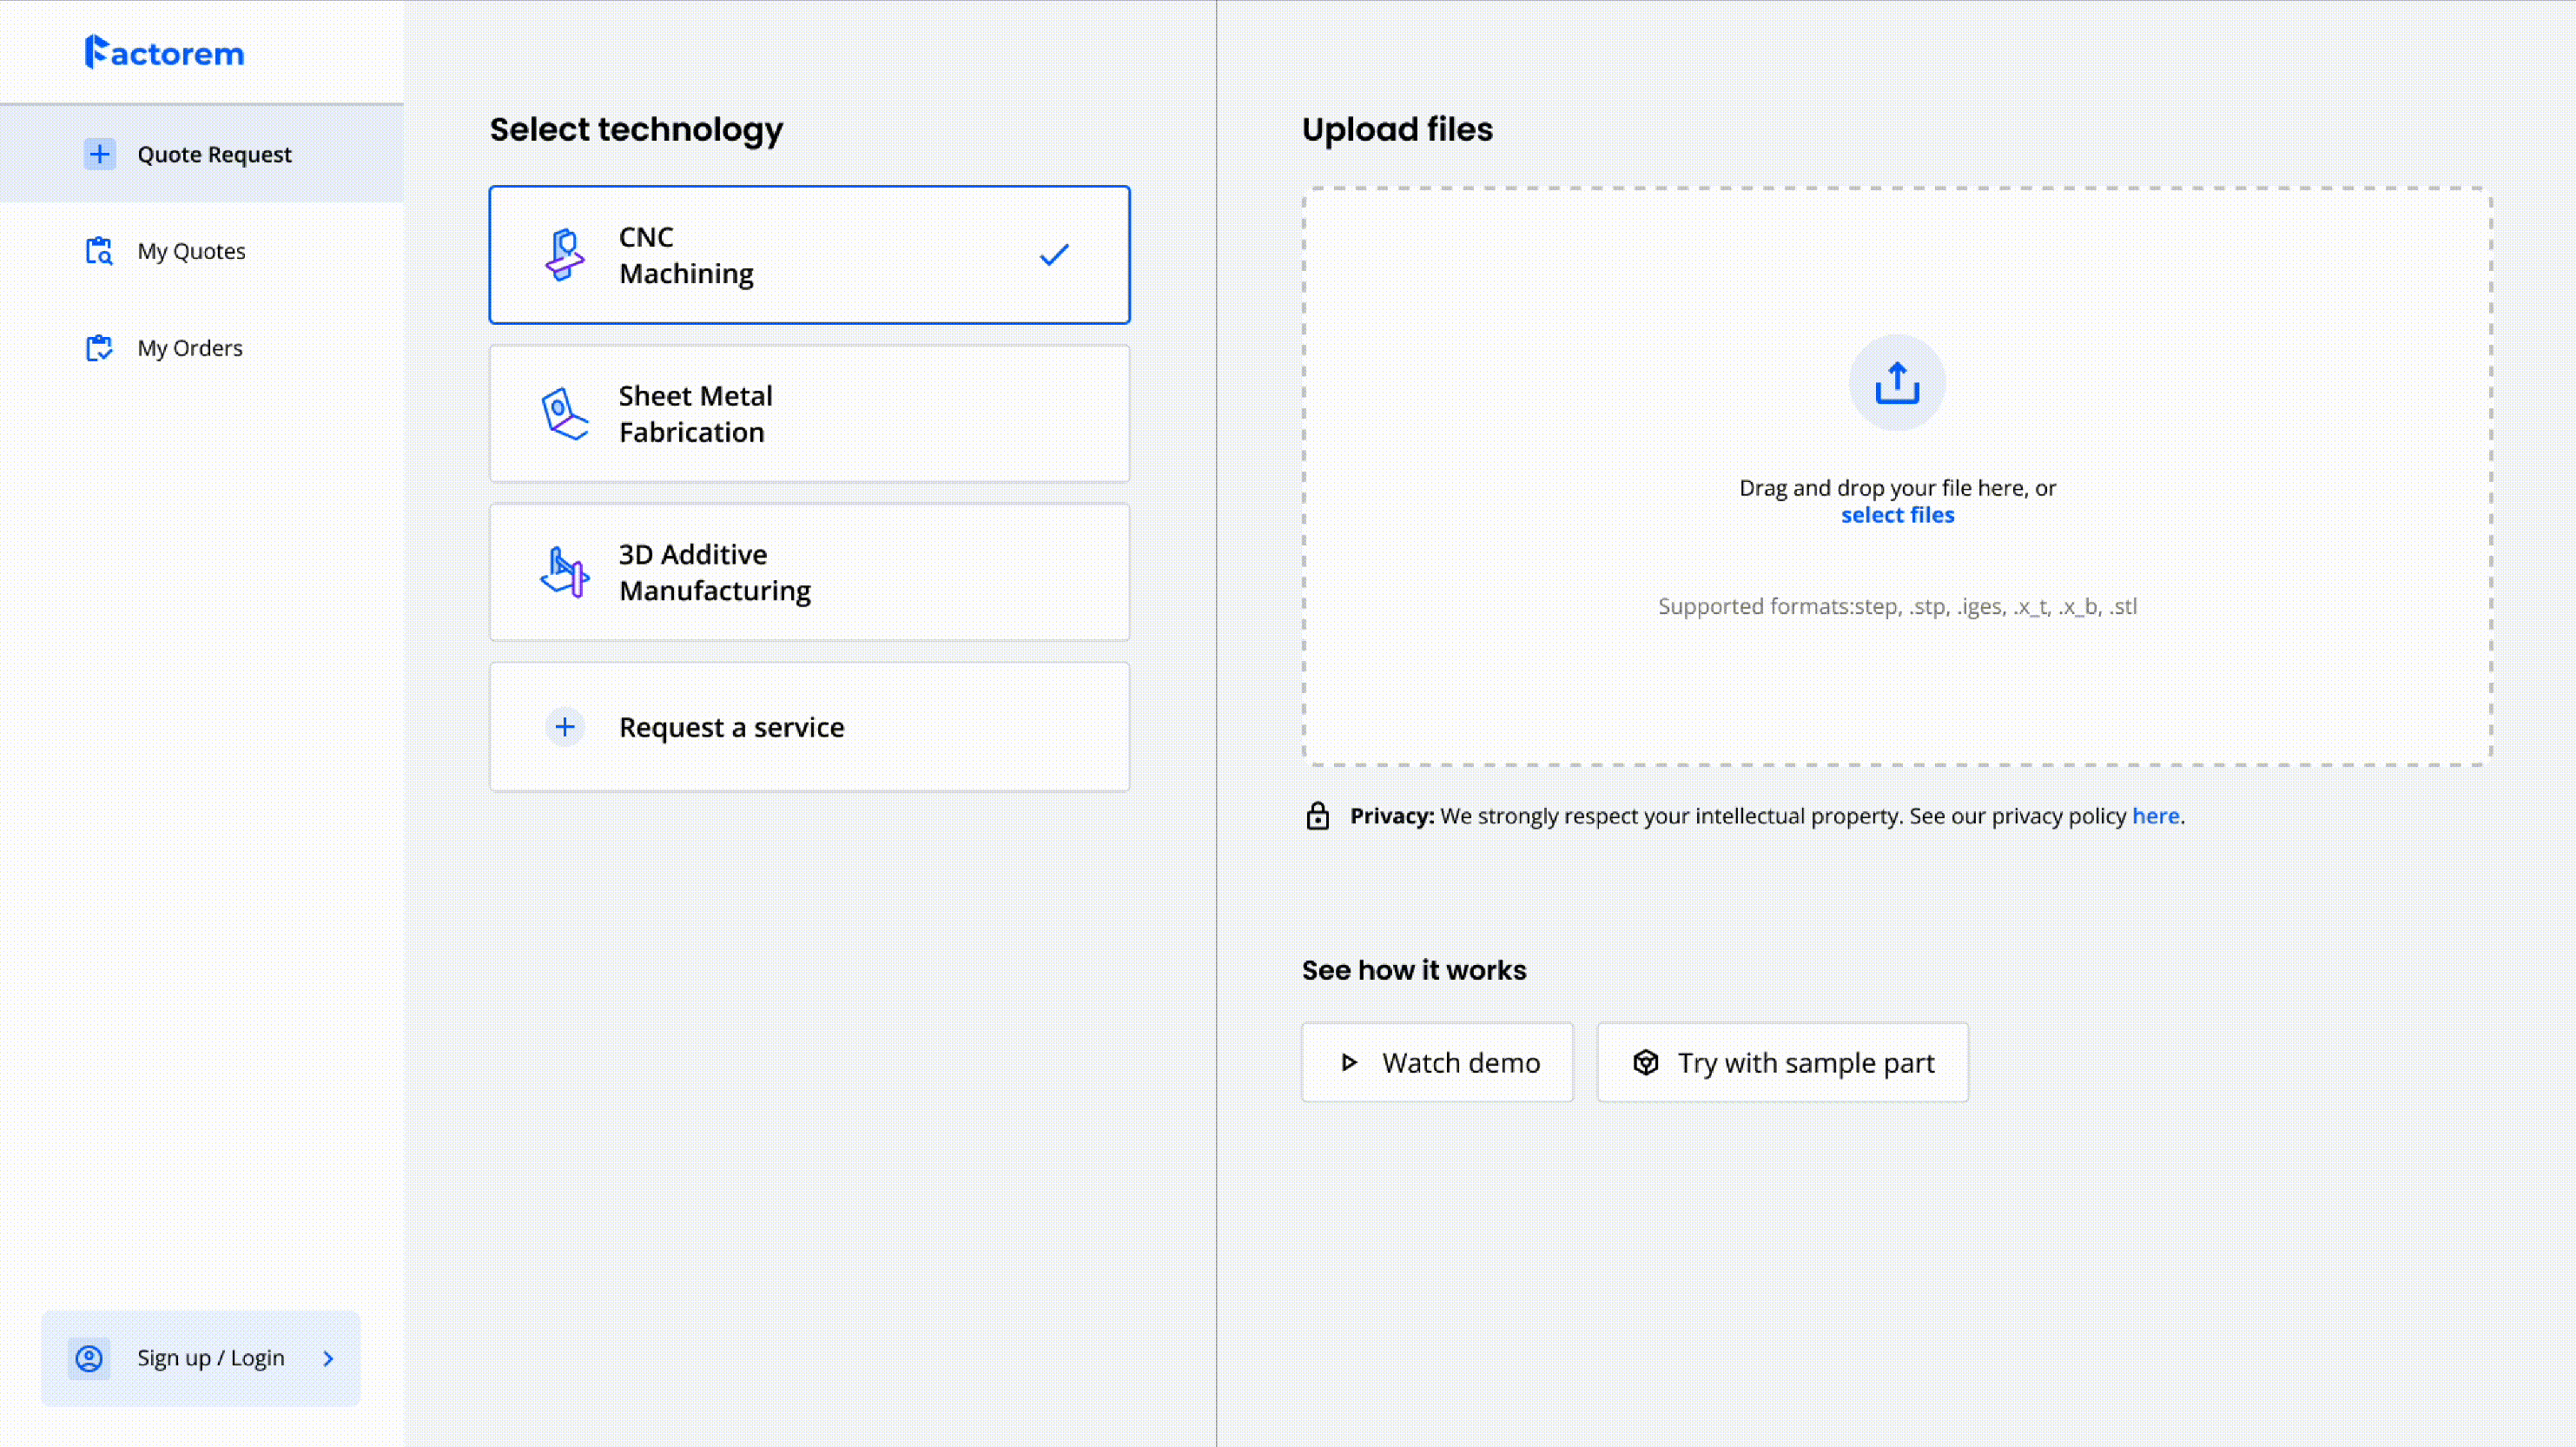 Factorem
Quote Request
My Quotes
My Orders
Sign up / Login
Select technology
CNC
Machining
Sheet Metal
Fabrication
3D Additive
Manufacturing
Request a service
Upload files
Drag and drop your file here, or
select files
Supported formats:step, .stp, .iges, .x_t, .x_b, .stl
Privacy: We strongly respect your intellectual property. See our privacy policy here.
See how it works
Watch demo
Try with sample part